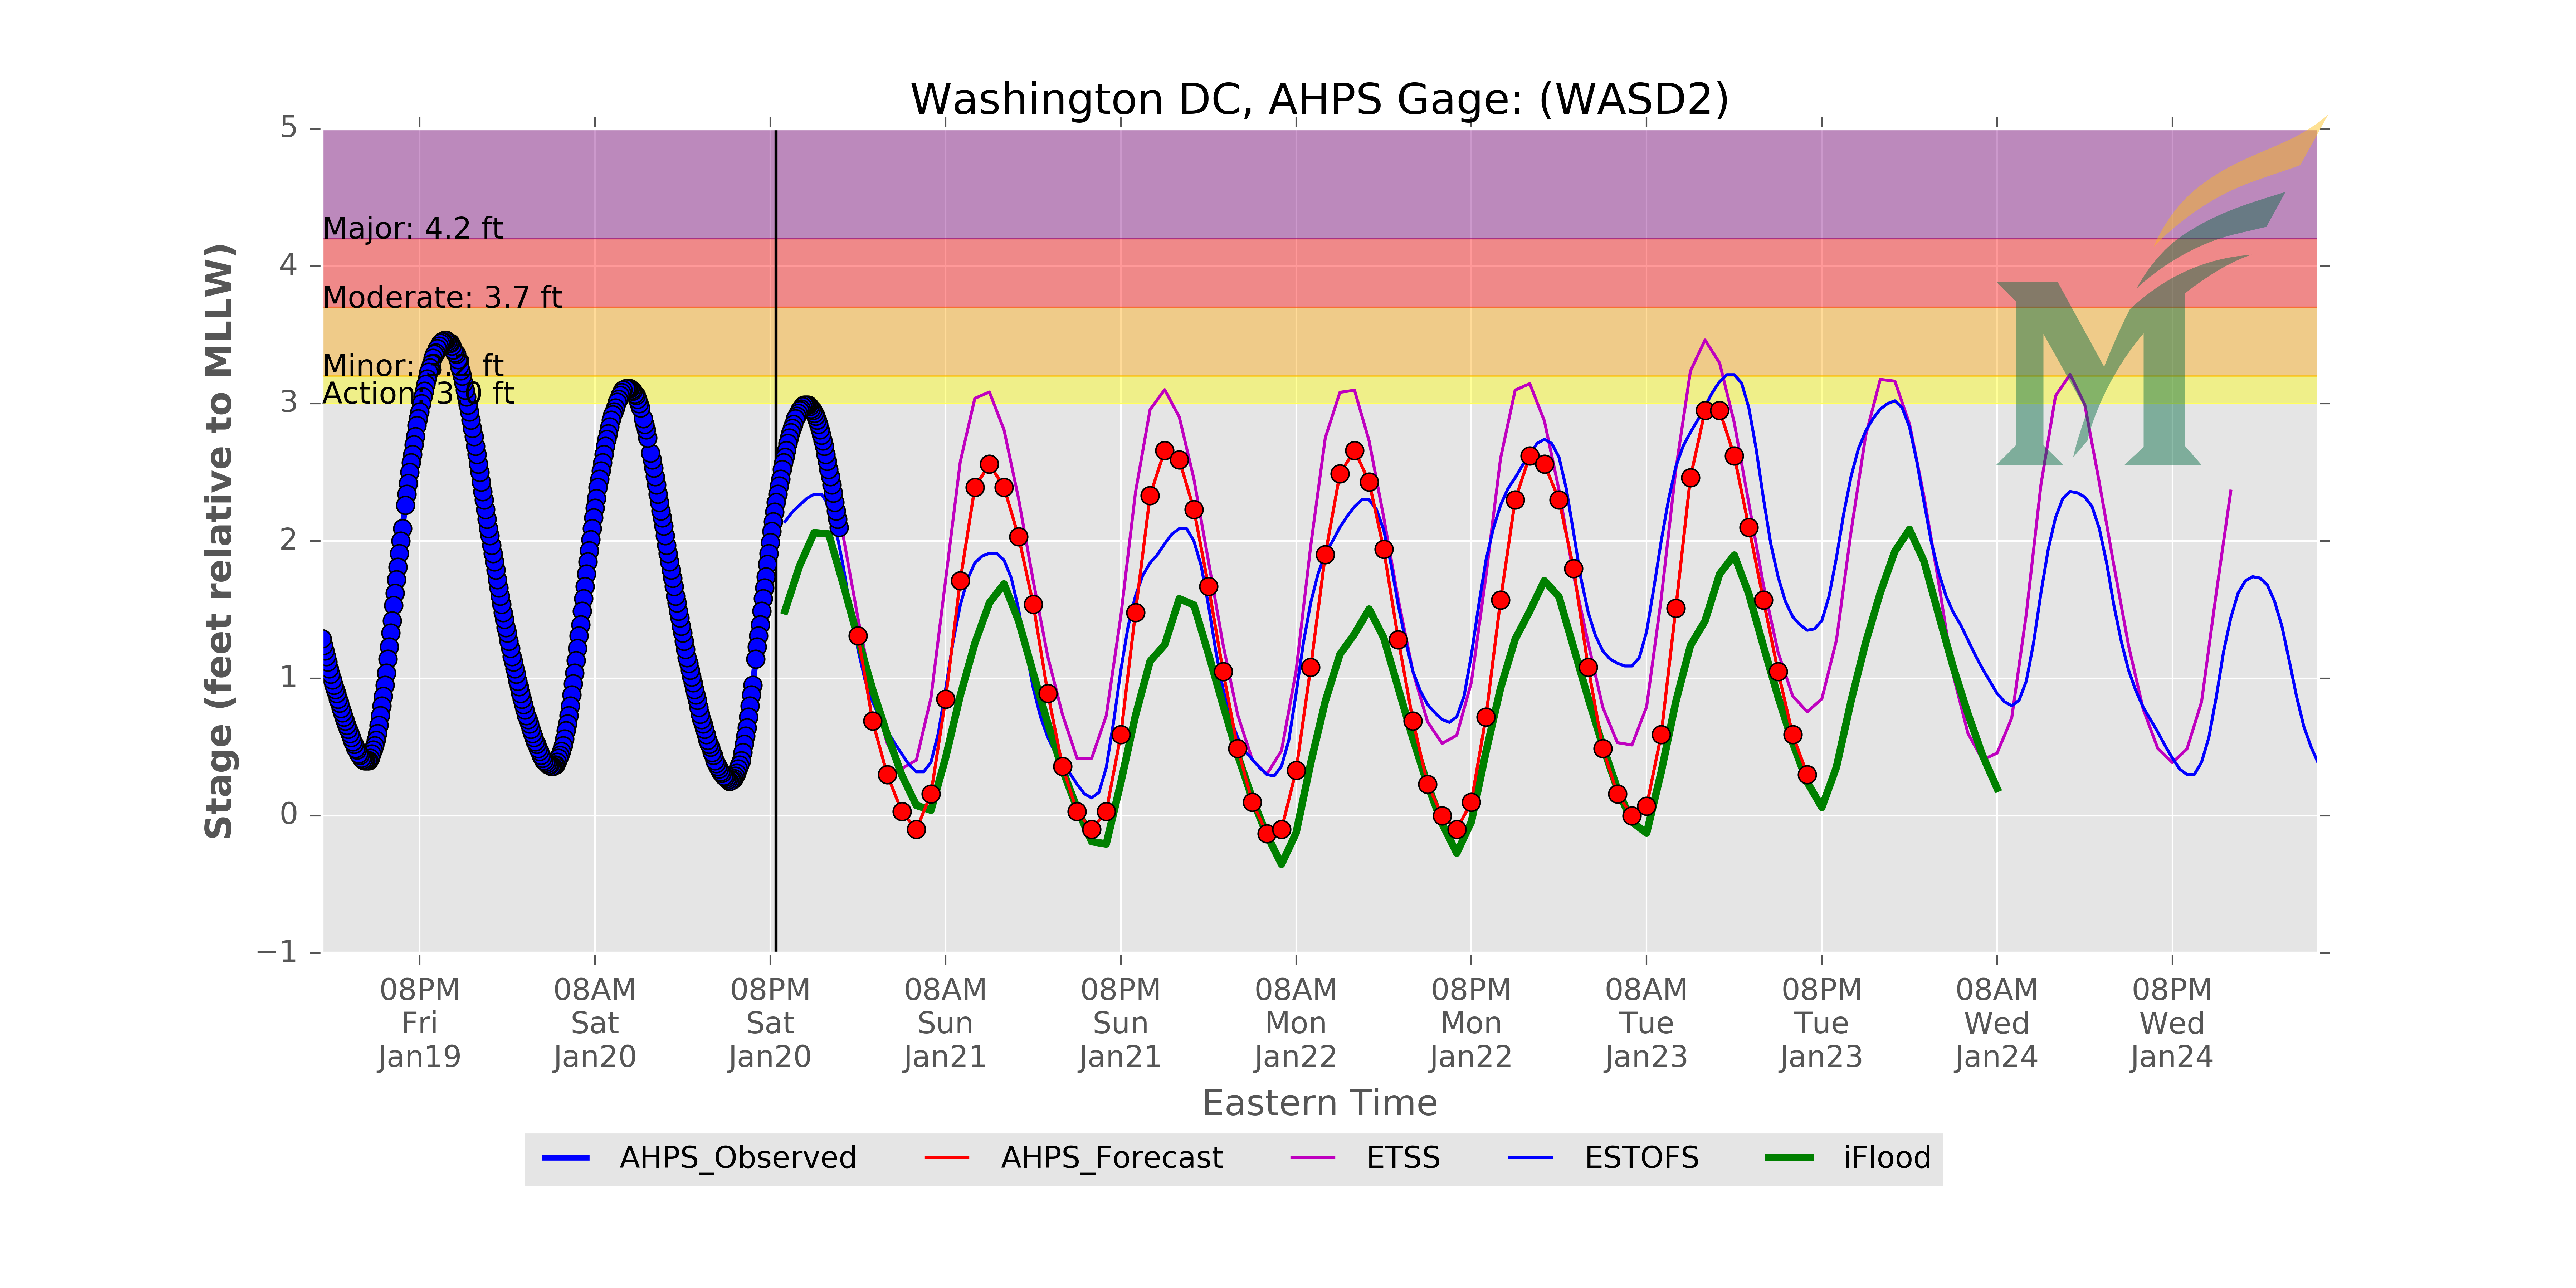 Washington DC, AHPS Gage: (WASD2)
Stage (feet relative to MLLW)
5
4
3
2
1
0
−1
Major: 4.2 ft
Moderate: 3.7 ft
Minor: ft
Action: 3.0 ft
08PM
Fri
Jan19
08AM
Sat
Jan20
08PM
Sat
Jan20
08AM
Sun
Jan21
08PM
Sun
Jan21
08AM
Mon
Jan22
08PM
Mon
Jan22
08AM
Tue
Jan23
08PM
Tue
Jan23
08AM
Wed
Jan24
08PM
Wed
Jan24
Eastern Time
AHPS_Observed AHPS_Forecast ETSS ESTOFS iFlood
M